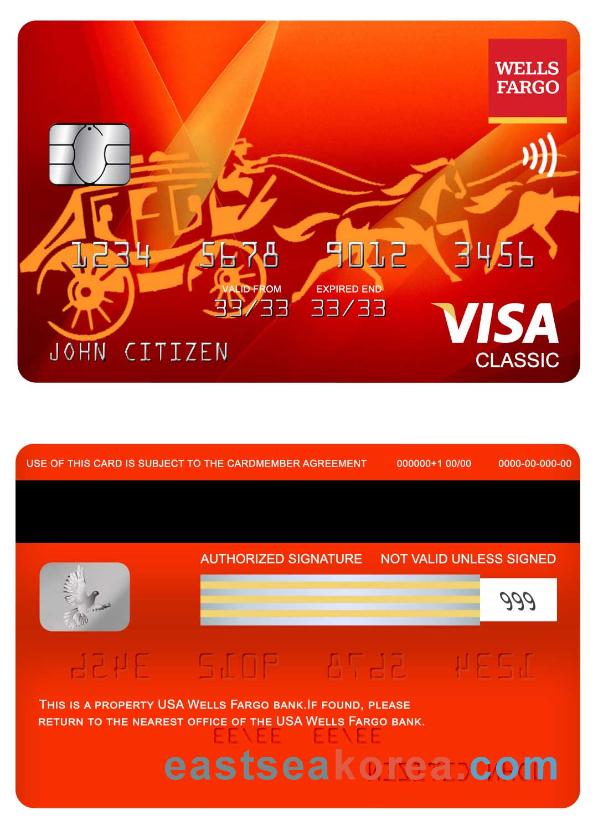 WELLS
FARGO
1234 5678 9012 3456
VALID FROM EXPIRED END
33/33 33/33
VISA
JOHN CITIZEN
CLASSIC
USE OF THIS CARD IS SUBJECT TO THE CARDMEMBER AGREEMENT 000000+1 00/00 0000-00-000-00
AUTHORIZED SIGNATURE NOT VALID UNLESS SIGNED
999
THIS IS A PROPERTY USA WELLS FARGO BANK.IF FOUND, PLEASE
RETURN TO THE NEAREST OFFICE OF THE USA WELLS FARGO BANK.
eastseakorea.com